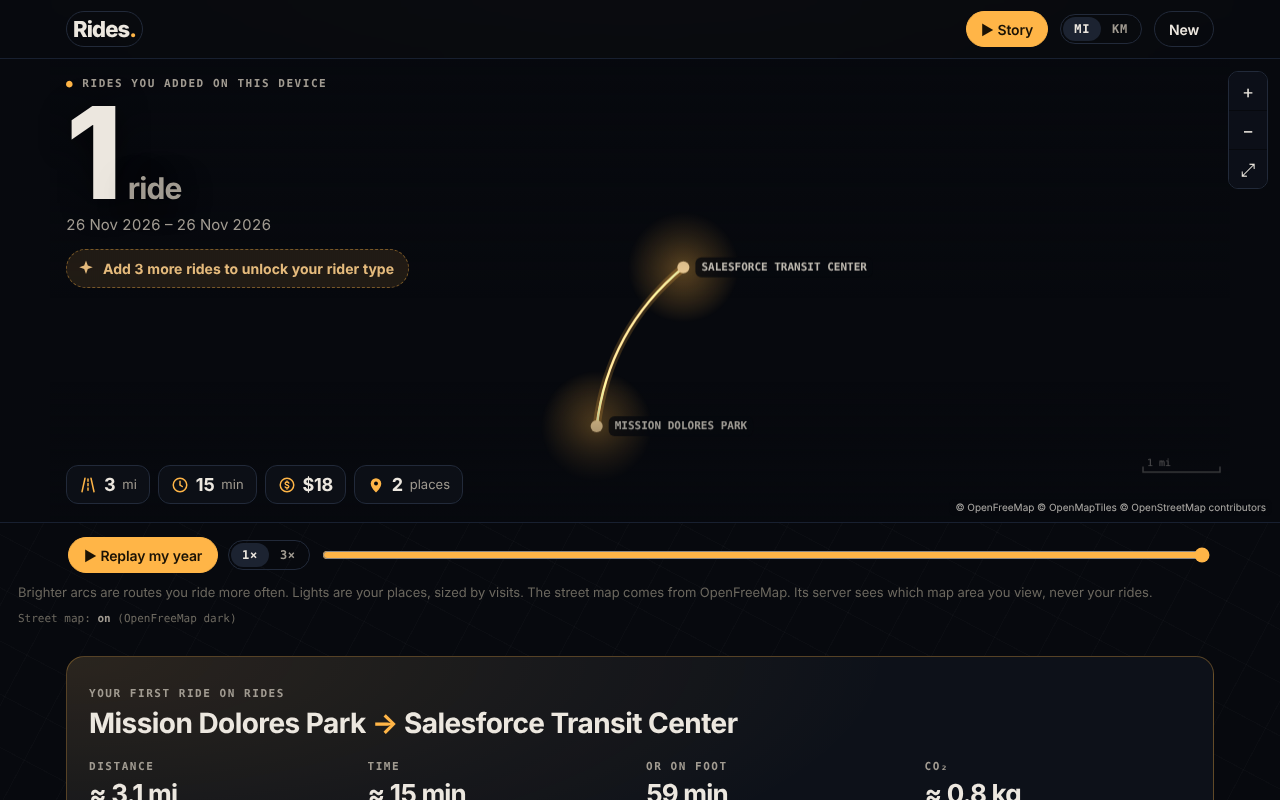 Rides.
▶ Story
MI KM
New
RIDES YOU ADDED ON THIS DEVICE
1 ride
26 Nov 2026 – 26 Nov 2026
Add 3 more rides to unlock your rider type
+
−
SALESFORCE TRANSIT CENTER
MISSION DOLORES PARK
1 mi
3 mi
15 min
$18
2 places
© OpenFreeMap © OpenMapTiles © OpenStreetMap contributors
▶ Replay my year
1× 3×
Brighter arcs are routes you ride more often. Lights are your places, sized by visits. The street map comes from OpenFreeMap. Its server sees which map area you view, never your rides.
Street map: on (OpenFreeMap dark)
YOUR FIRST RIDE ON RIDES
Mission Dolores Park → Salesforce Transit Center
DISTANCE TIME OR ON FOOT CO₂
≈ 3.1 mi ≈ 15 min 59 min ≈ 0.8 kg